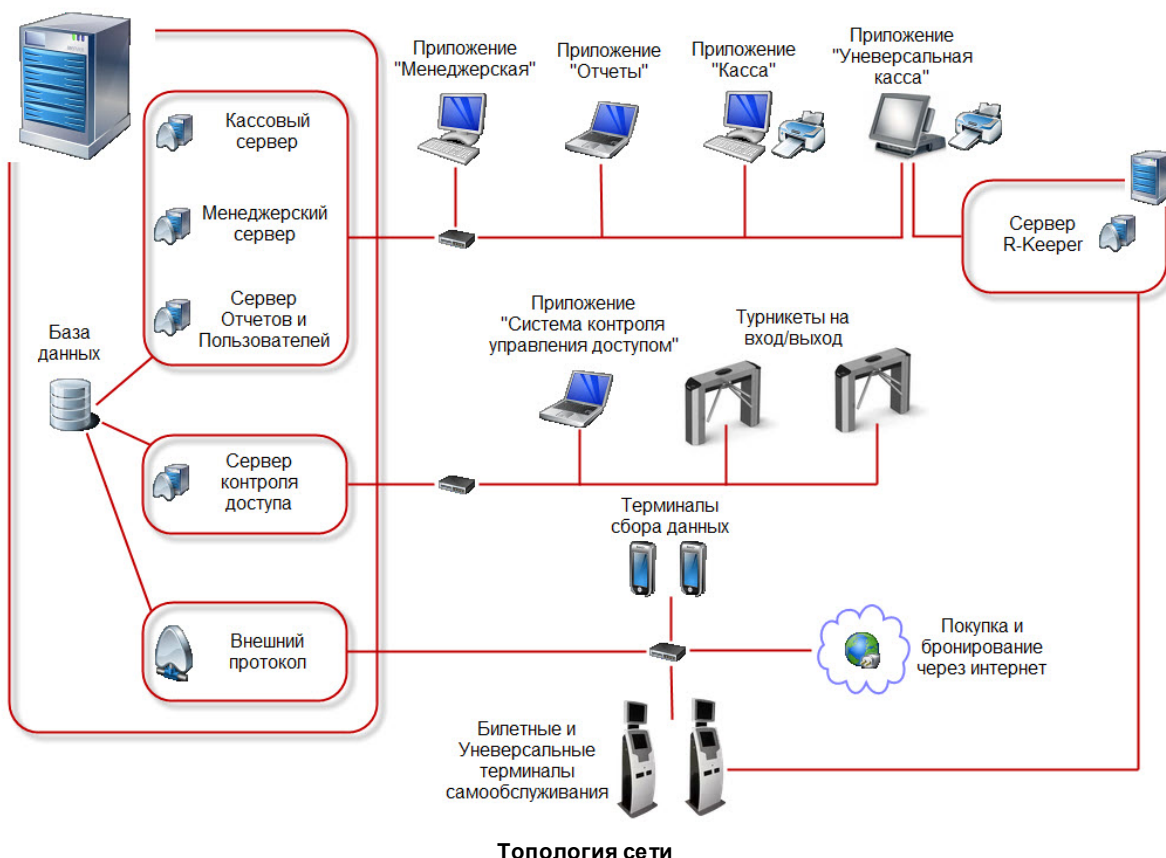 Приложение
"Менеджерская"
Приложение
"Отчеты"
Приложение
"Касса"
Приложение
"Уневерсальная
касса"
Кассовый
сервер
Менеджерский
сервер
Сервер
Отчетов и
Пользователей
Сервер
R-Keeper
База
данных
Приложение
"Система контроля
управления доступом"
Турникеты на
вход/выход
Сервер
контроля
доступа
Терминалы
сбора данных
Внешний
протокол
Покупка и
бронирование
через интернет
Билетные и
Уневерсальные
терминалы
самообслуживания
Топология сети